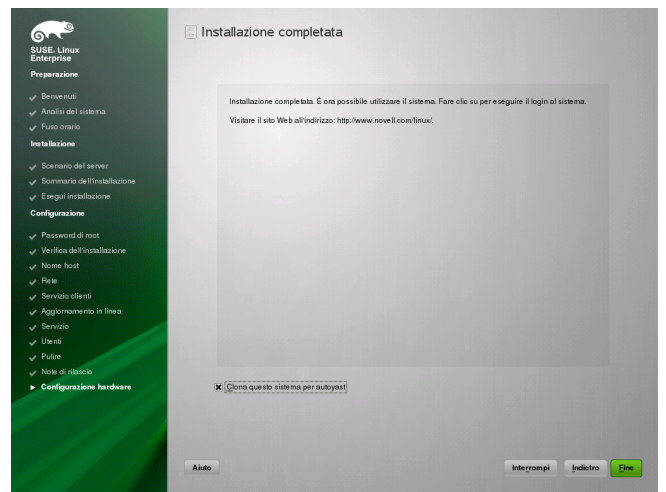 SUSE. Linux
Enterprise
Preparazione
Benvenuti
Analisi del sistema
Fuso orario
Installazione
Scenario del server
Sommario dell'installazione
Esegui installazione
Configurazione
Password di root
Verifica dell'installazione
Nome host
Rete
Servizio clienti
Aggiornamento in linea
Servizio
Utenti
Pulire
Note di rilascio
Configurazione hardware
Installazione completata
Installazione completata. È ora possibile utilizzare il sistema. Fare clic su per eseguire il login al sistema.
Visitare il sito Web all'indirizzo: http://www.novell.com/linux/.
Clona questo sistema per autoyast
Aiuto
Interrompi
Indietro
Fine